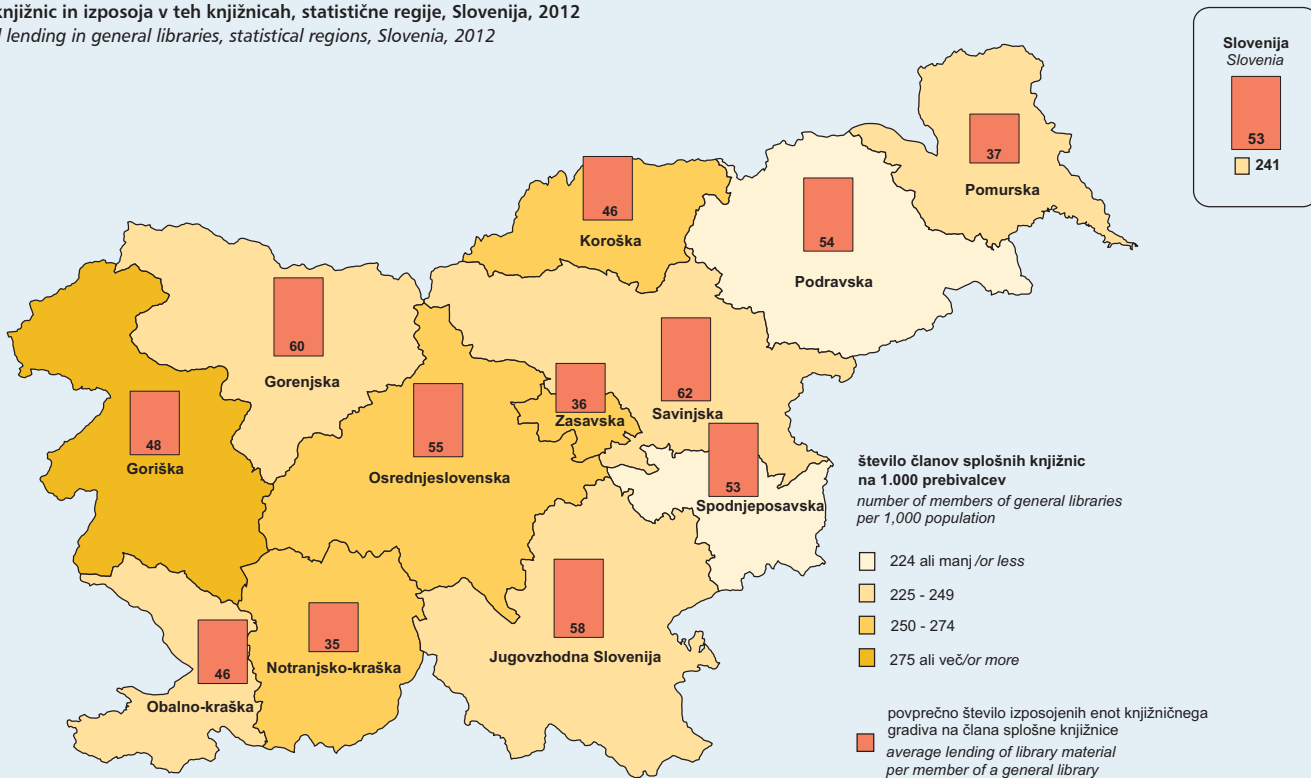 knjižnic in izposoja v teh knjižnicah, statistične regije, Slovenija, 2012
lending in general libraries, statistical regions, Slovenia, 2012
Slovenija
Slovenia
53
241
37
Pomurska
46
Koroška
54
Podravska
60
Gorenjska
62
Savinjska
36
Zasavska
48
Goriška
55
Osrednjeslovenska
53
Spodnjeposavska
58
Jugovzhodna Slovenija
35
Notranjsko-kraška
46
Obalno-kraška
število članov splošnih knjižnic
na 1.000 prebivalcev
number of members of general libraries
per 1,000 population
224 ali manj /or less
225 - 249
250 - 274
275 ali več/or more
povprečno število izposojenih enot knjižničnega
gradiva na člana splošne knjižnice
average lending of library material
per member of a general library